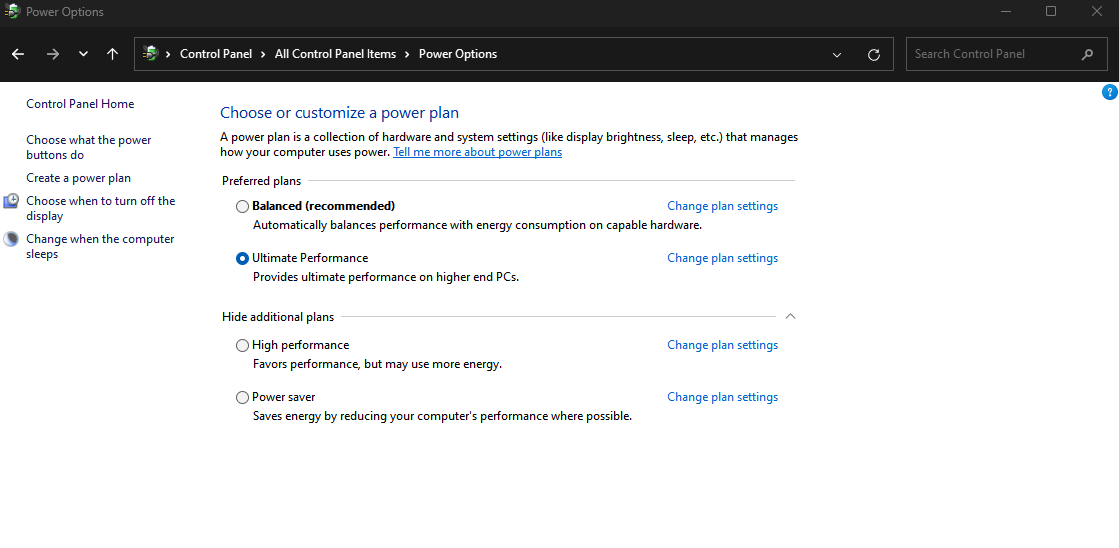 Power Options
Control Panel > All Control Panel Items > Power Options
Search Control Panel
Control Panel Home
Choose what the power
buttons do
Create a power plan
Choose when to turn off the
display
Change when the computer
sleeps
?
Choose or customize a power plan
A power plan is a collection of hardware and system settings (like display brightness, sleep, etc.) that manages
how your computer uses power. Tell me more about power plans
Preferred plans
Balanced (recommended) Change plan settings
Automatically balances performance with energy consumption on capable hardware.
Ultimate Performance Change plan settings
Provides ultimate performance on higher end PCs.
Hide additional plans
High performance Change plan settings
Favors performance, but may use more energy.
Power saver Change plan settings
Saves energy by reducing your computer's performance where possible.